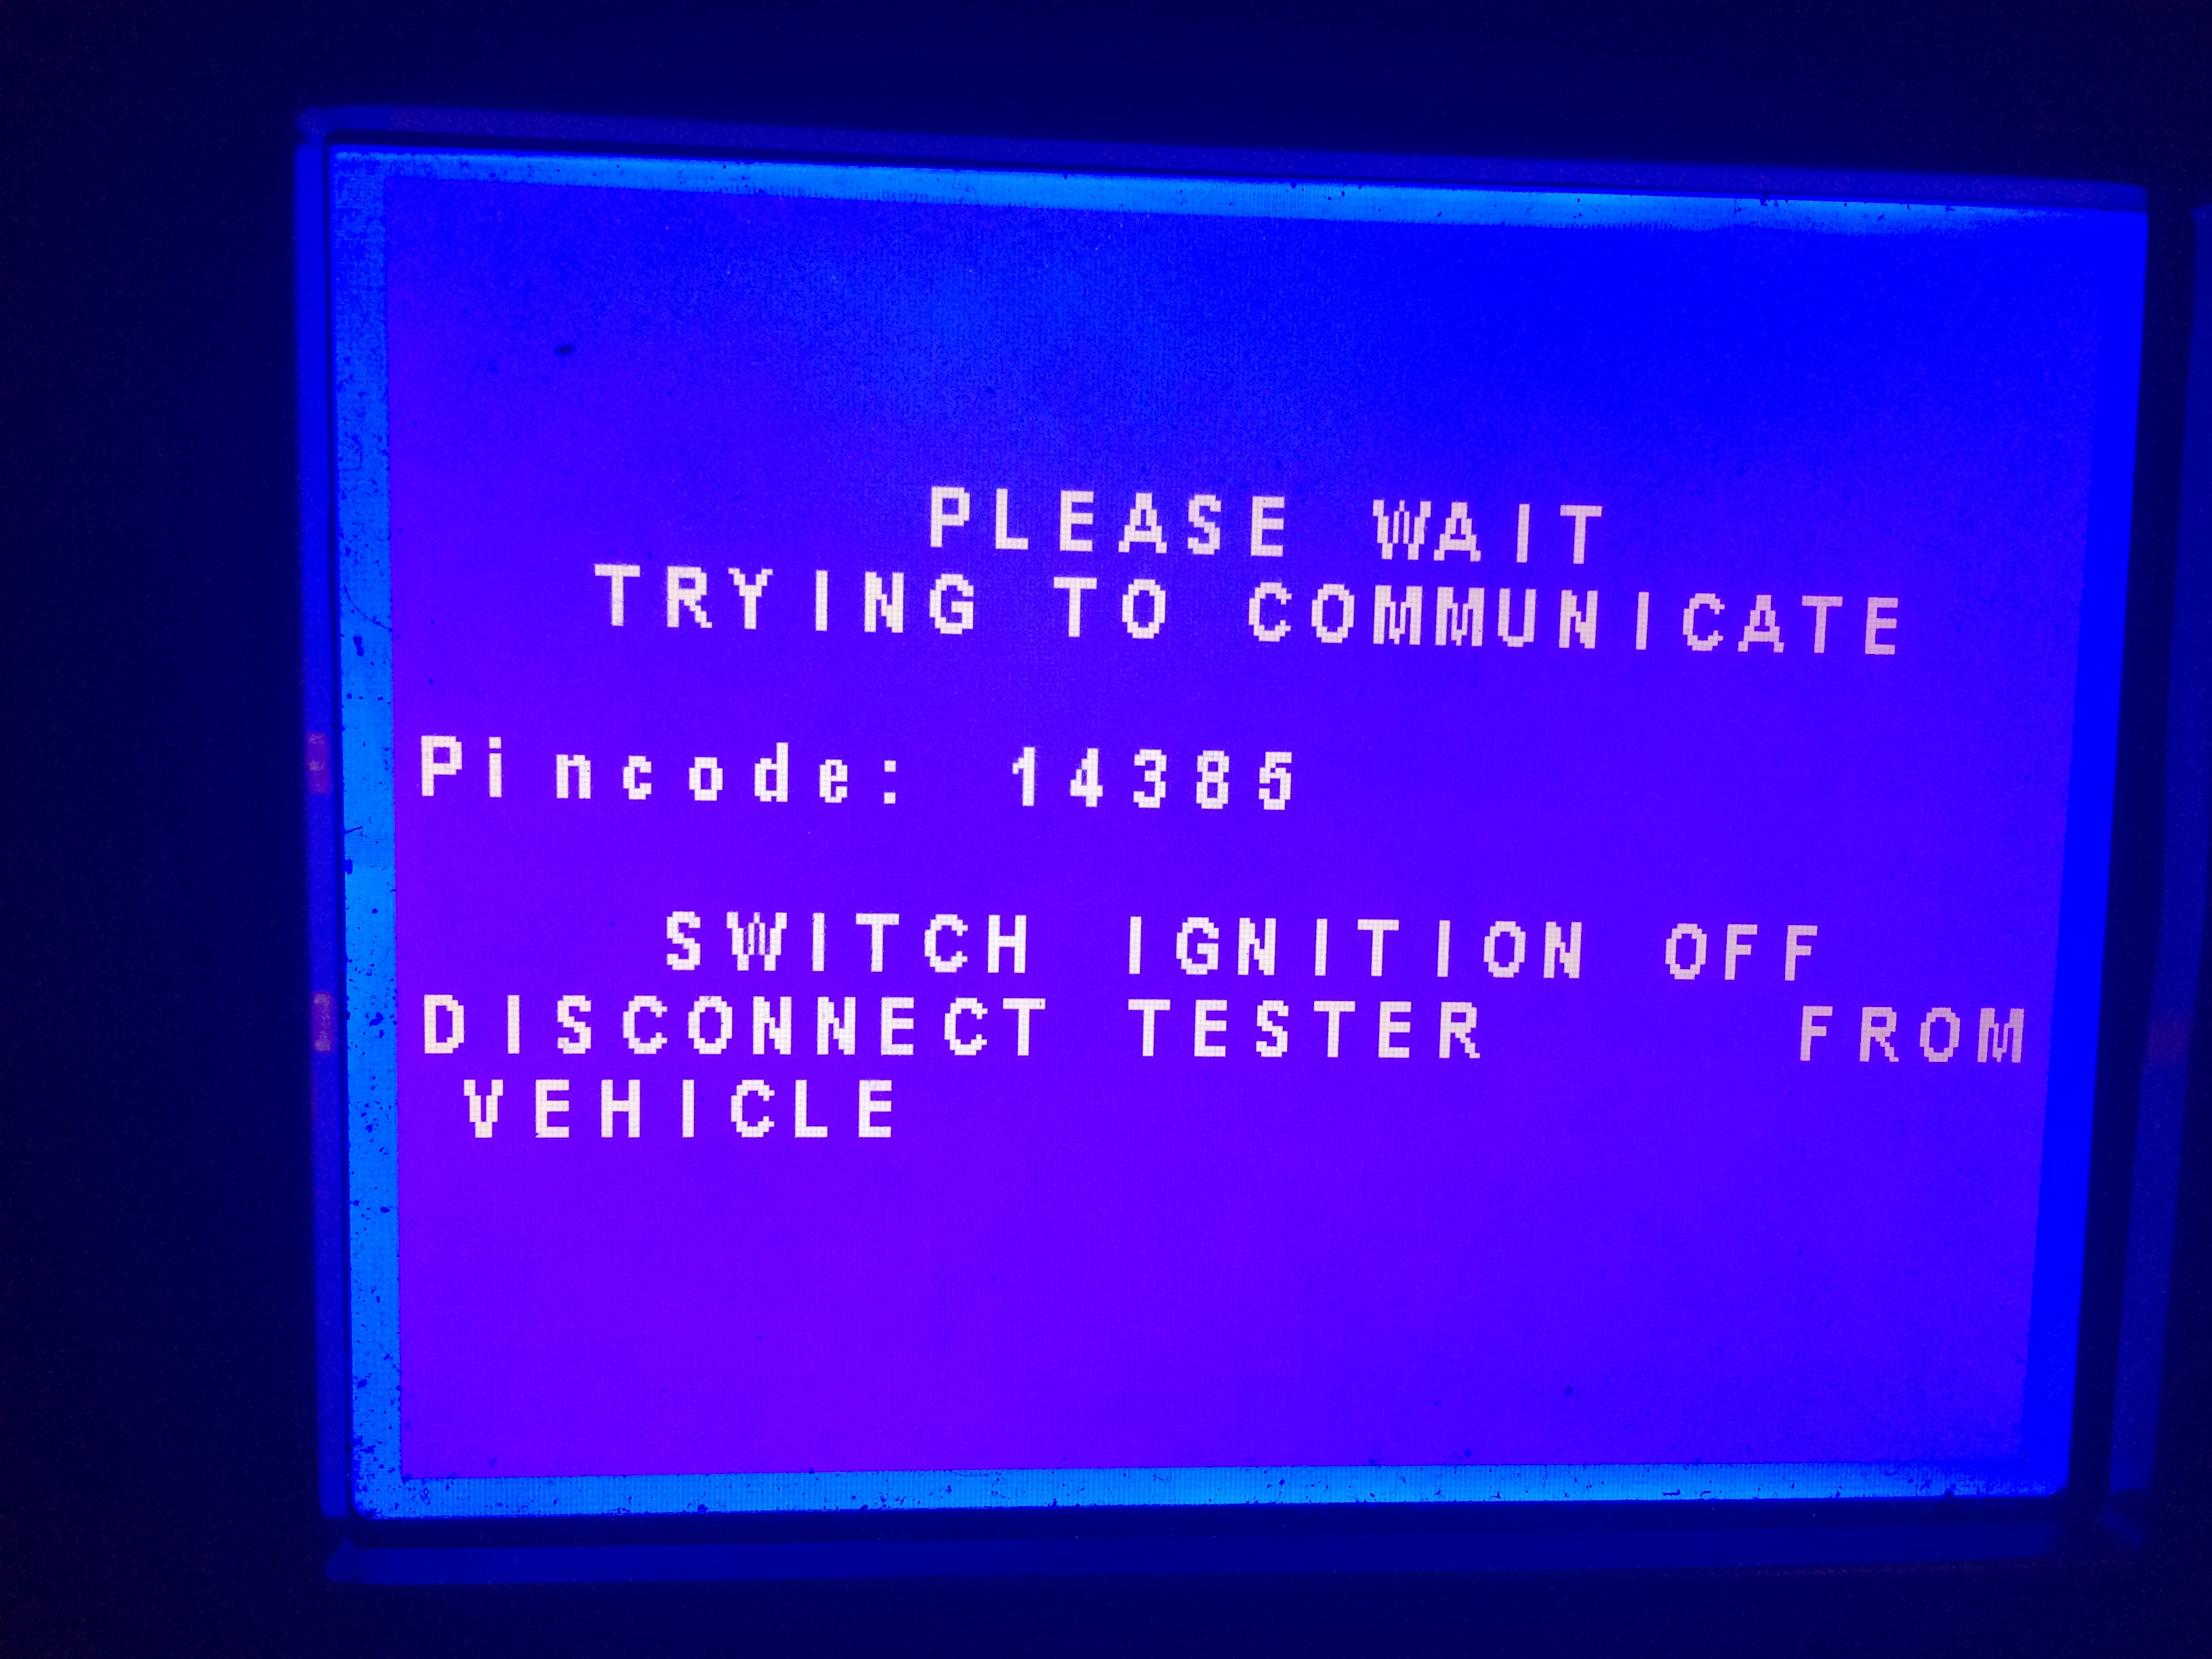 PLEASE WAIT
TRYING TO COMMUNICATE
Pincode: 14385
SWITCH IGNITION OFF
DISCONNECT TESTER FROM
VEHICLE